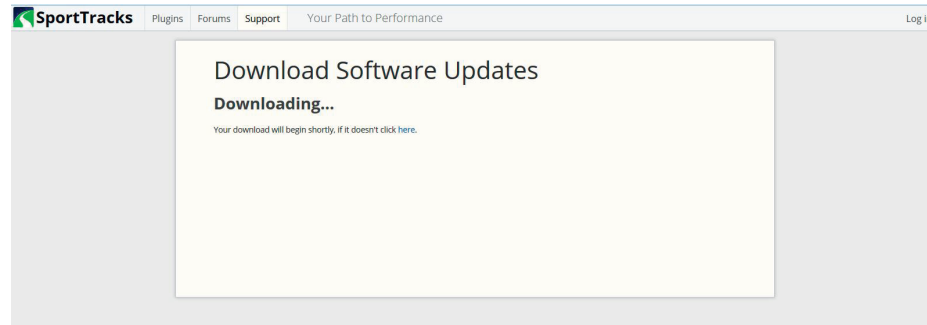 SportTracks Plugins Forums Support Your Path to Performance Log i
Download Software Updates
Downloading...
Your download will begin shortly, if it doesn't click here.